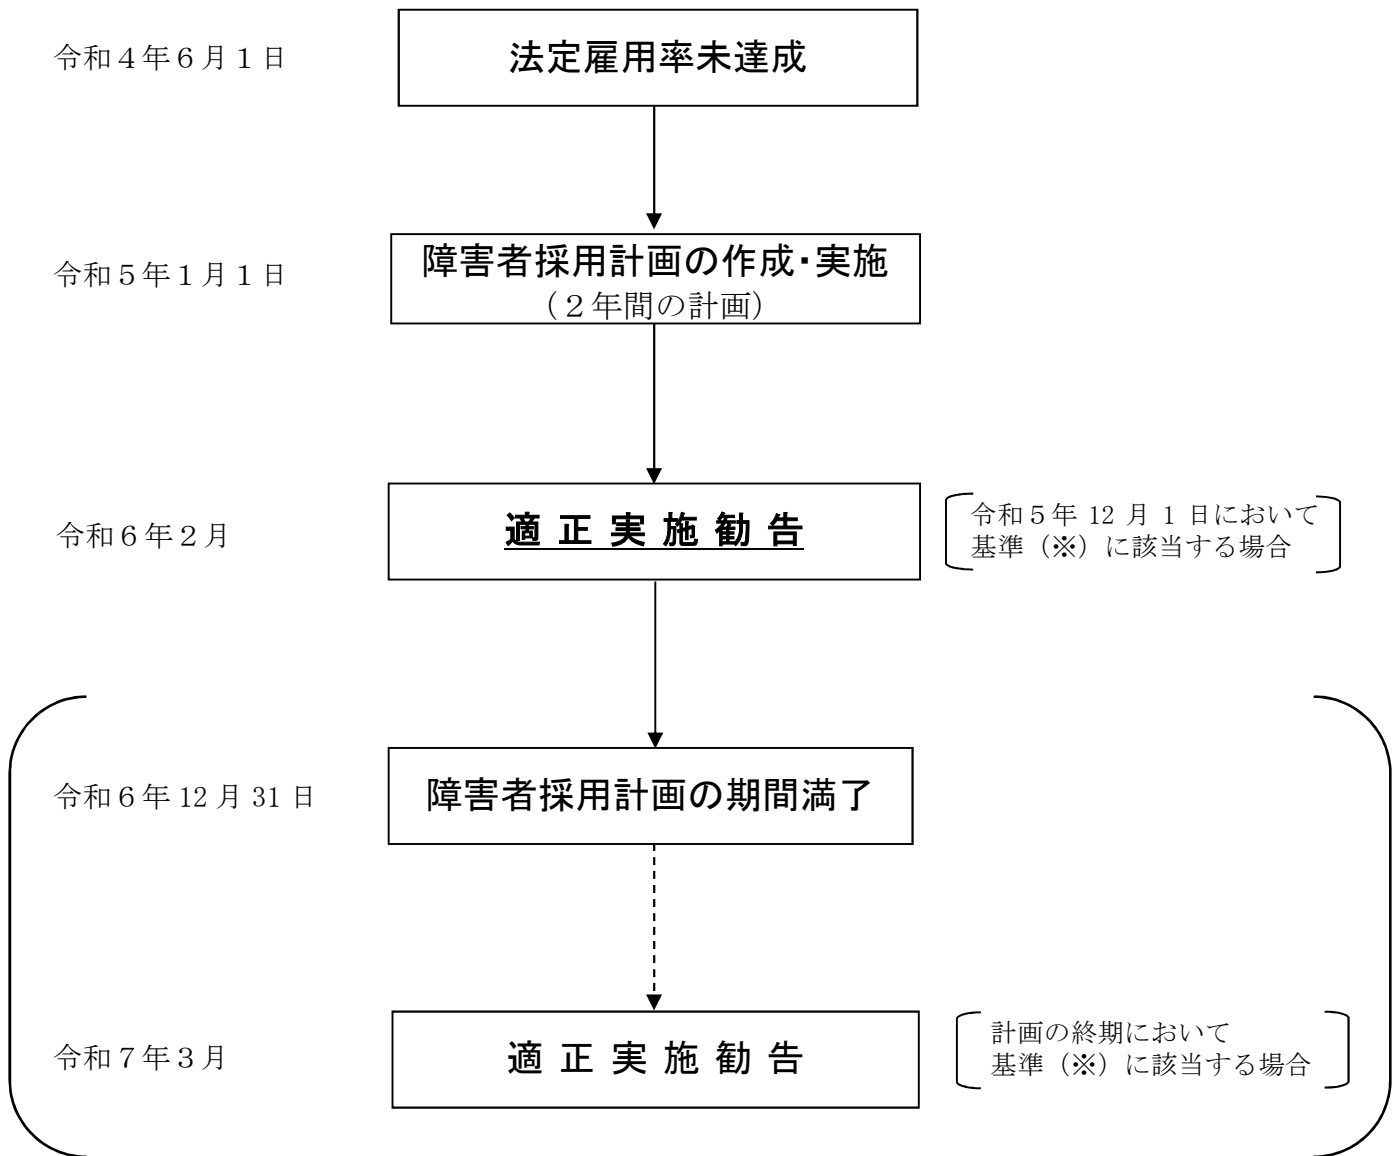 令和４年６月１日
法定雇用率未達成
令和５年１月１日
障害者採用計画の作成・実施
（２年間の計画）
令和６年２月
適 正 実 施 勧 告
令和５年 12 月 1 日において
基準（※）に該当する場合
令和６年 12 月 31 日
障害者採用計画の期間満了
令和７年３月
適 正 実 施 勧 告
計画の終期において
基準（※）に該当する場合